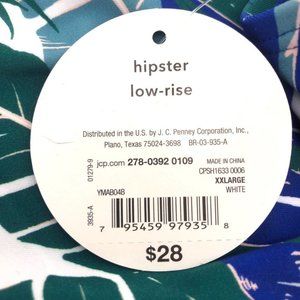 hipster
low-rise
Distributed in the U.S. by J. C. Penney Corporation, Inc.,
Plano, Texas 75024-3698 BR-03-935-A
jcp.com 278-0392 0109
MADE IN CHINA
CPSH1633 0006
XXLARGE
WHITE
YMAB04B
01279-9
3935-A
7 95459 97935 8
$28